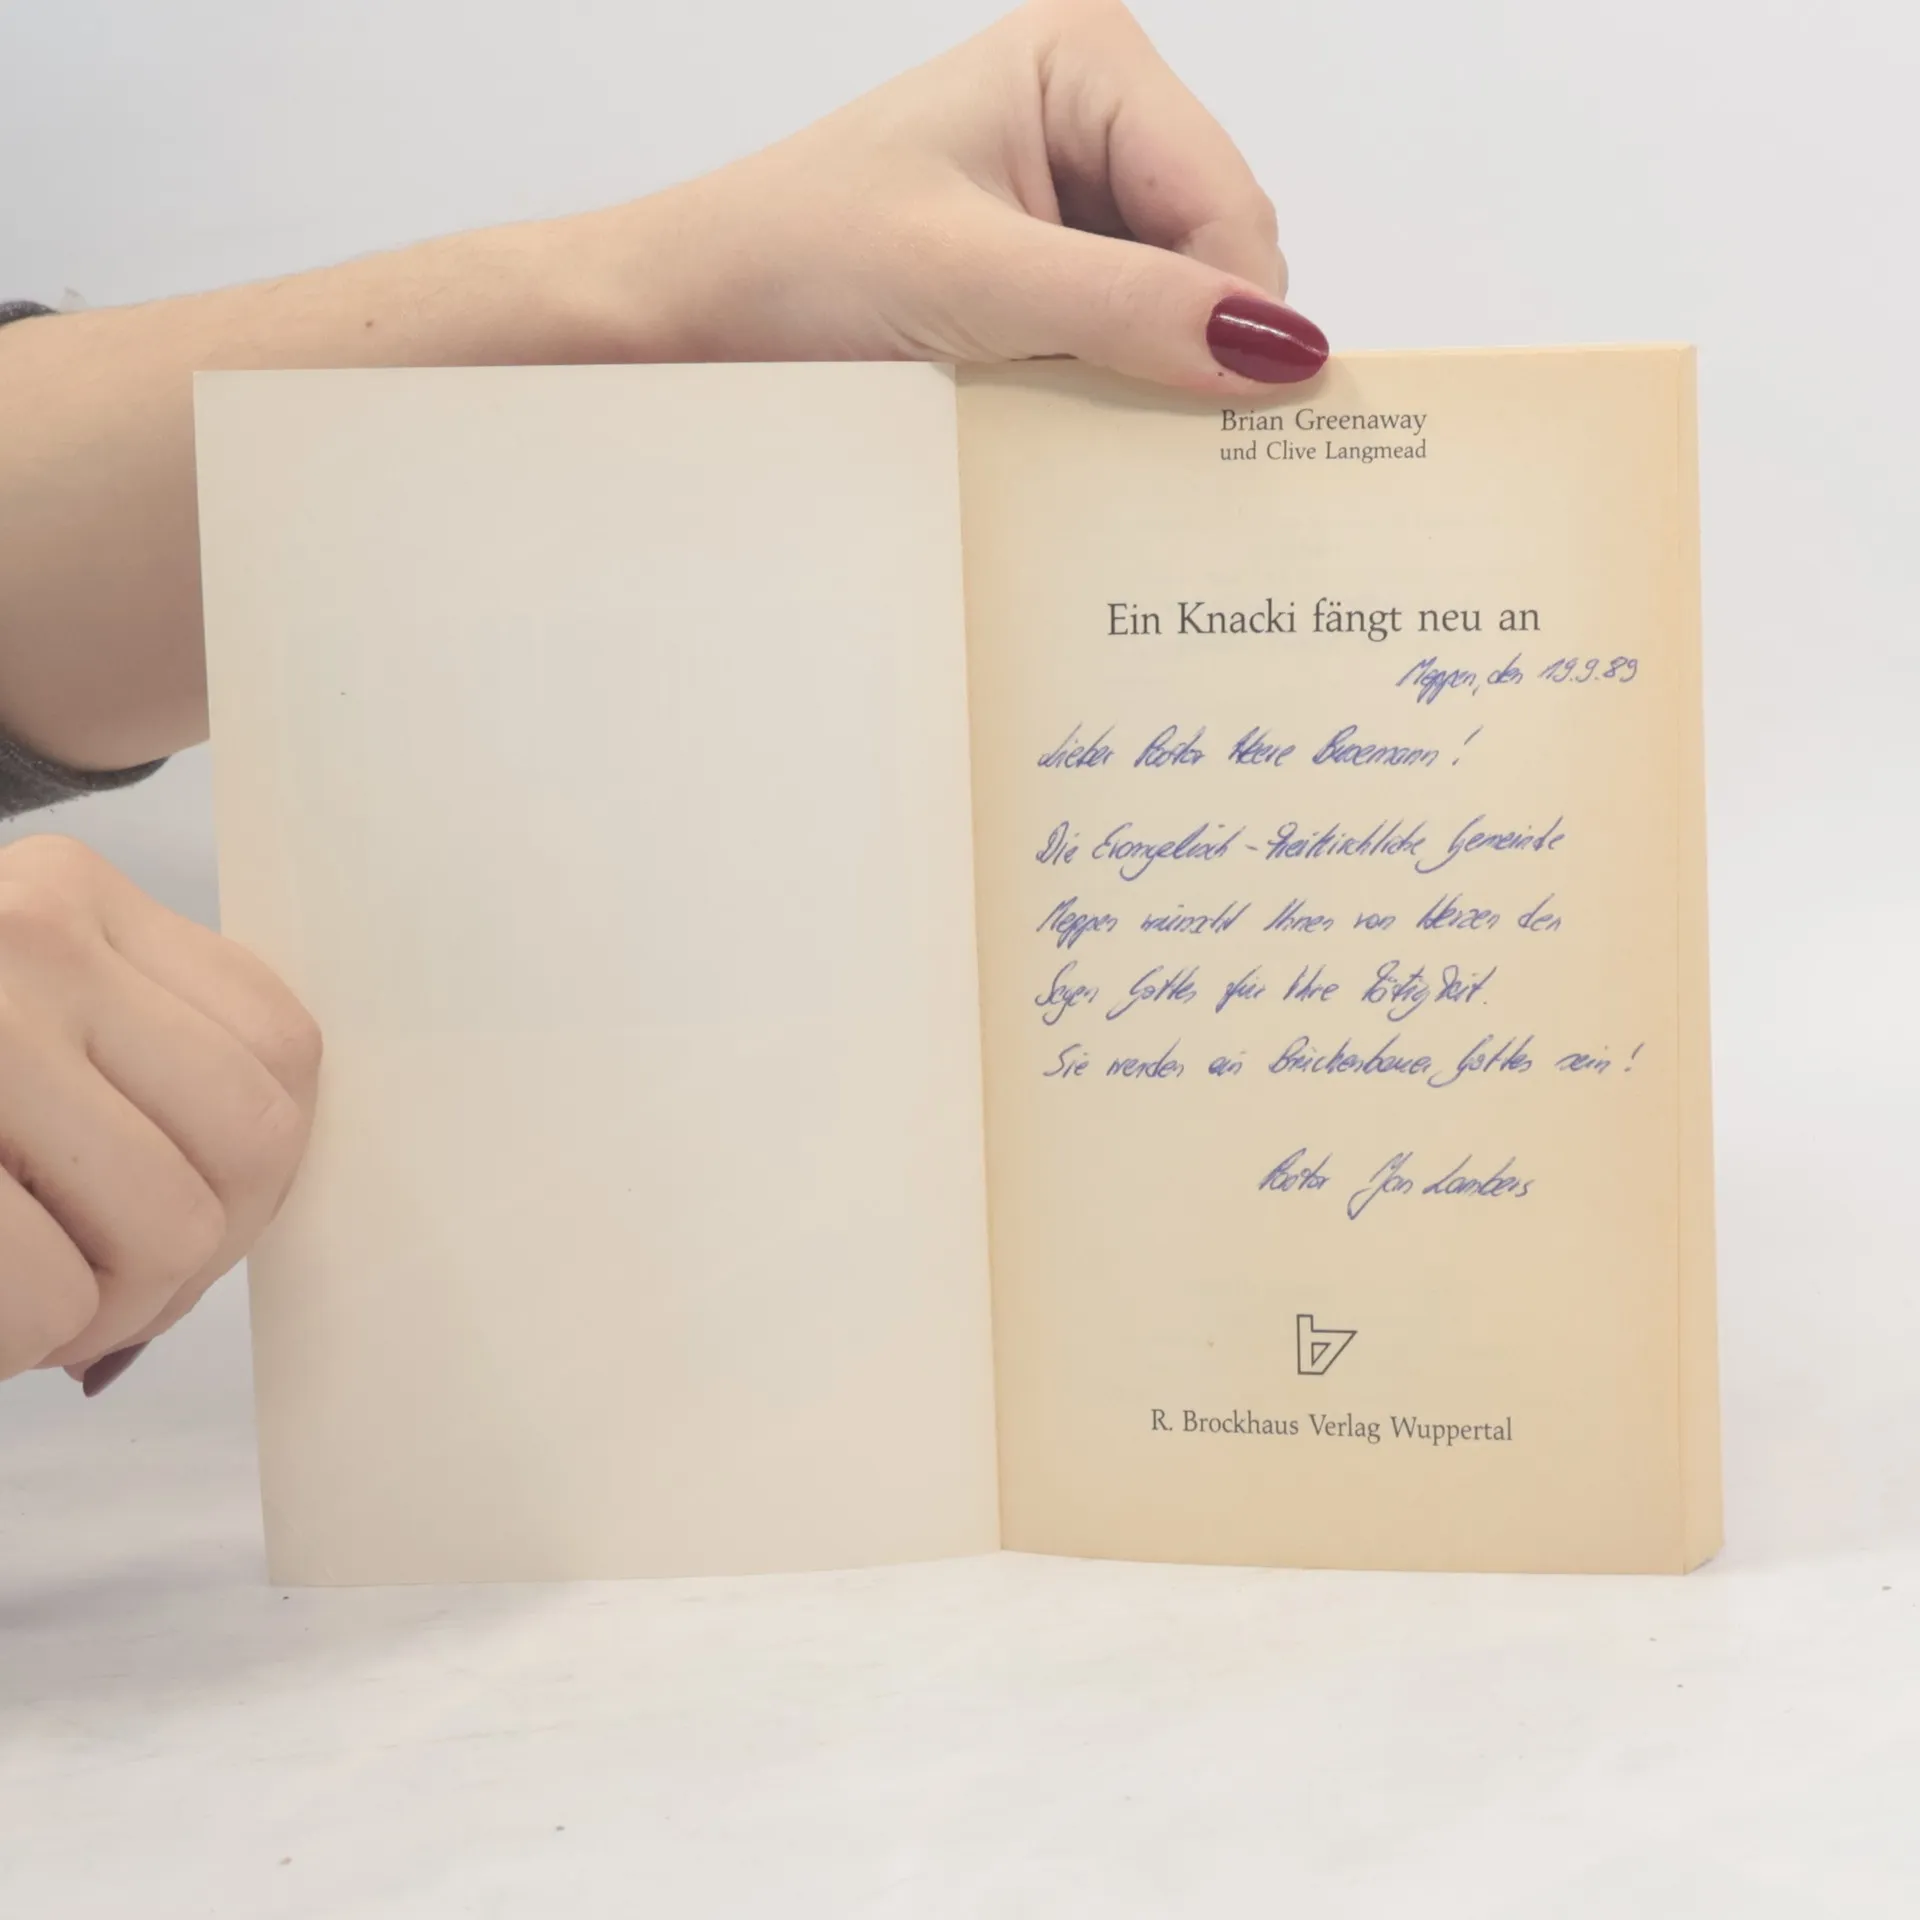 Brian Greenaway
und Clive Langmead
Ein Knacki fängt neu an
Meppen, den 19.9.89
Lieber Pastor Heere Busemann!
Die Evangelisch-Freikirchliche Gemeinde
Meppen wünscht Ihnen von Herzen den
Segen Gottes für Ihre Tätigkeit.
Sie werden ein Brückenbauer Gottes sein!
Pastor Jan Lambers
R. Brockhaus Verlag Wuppertal